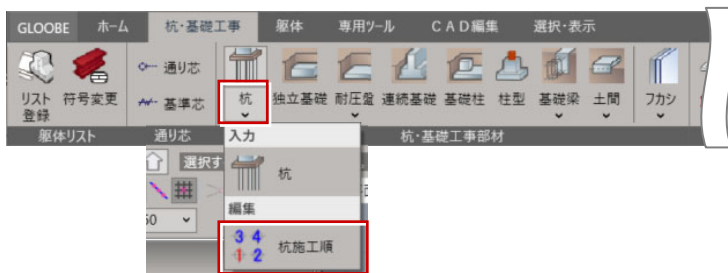 GLOOBE ホーム 杭・基礎工事 躯体 専用ツール CAD編集 選択・表示
リスト登録 符号変更 通り芯 基準芯 杭 独立基礎 耐圧盤 連続基礎 基礎柱 柱型 基礎梁 土間 フカシ
躯体リスト 通り芯 杭・基礎工事部材
入力
選択す
杭
編集
50
3 4
1 2
杭施工順